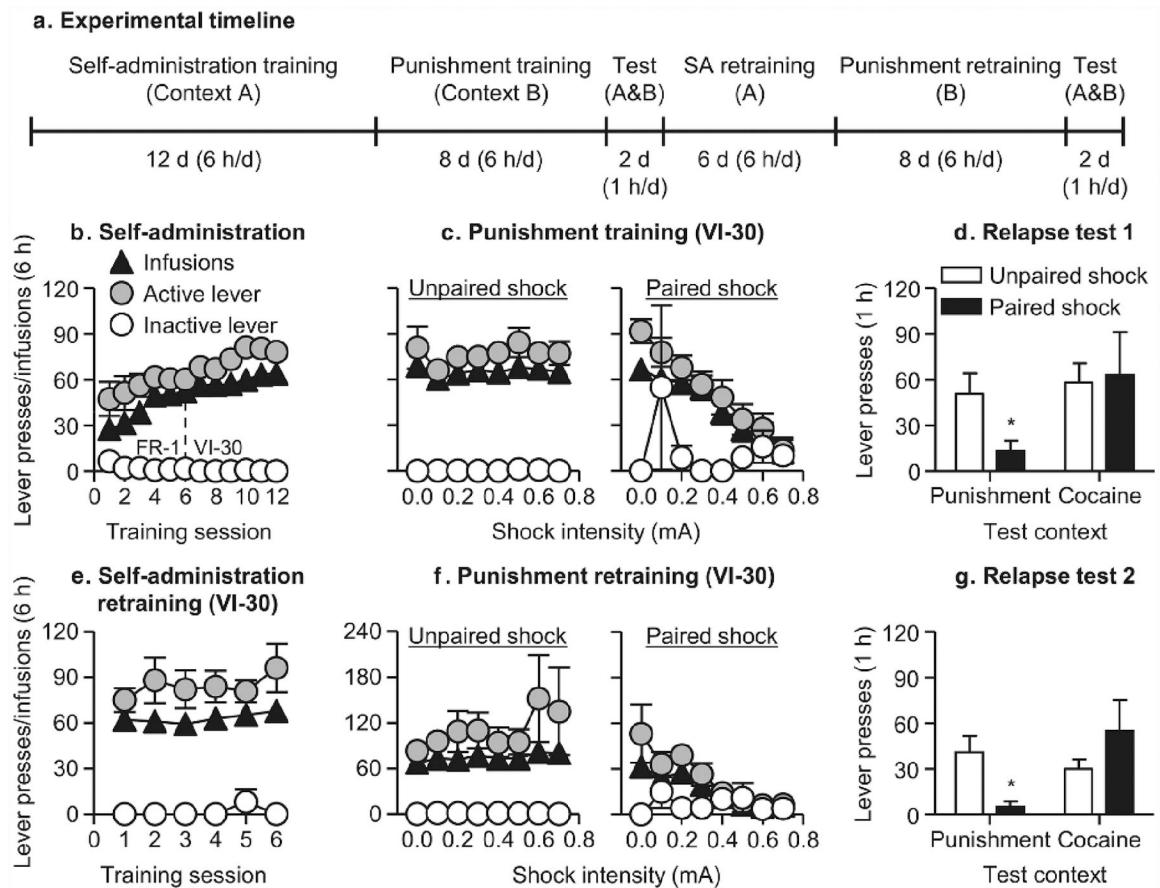 a. Experimental timeline
Self-administration training
(Context A)
Punishment training
(Context B)
Test
(A&B)
SA retraining
(A)
Punishment retraining
(B)
Test
(A&B)
12 d (6 h/d)
8 d (6 h/d)
2 d
(1 h/d)
6 d (6 h/d)
8 d (6 h/d)
2 d
(1 h/d)
b. Self-administration
Infusions
Active lever
Inactive lever
Lever presses/infusions (6 h)
120
90
60
30
0
FR-1 VI-30
0 2 4 6 8 10 12
Training session
c. Punishment training (VI-30)
Unpaired shock
Paired shock
0.0 0.2 0.4 0.6 0.8
0.0 0.2 0.4 0.6 0.8
Shock intensity (mA)
d. Relapse test 1
Unpaired shock
Paired shock
Lever presses (1 h)
120
90
60
30
0
*
Punishment Cocaine
Test context
e. Self-administration
retraining (VI-30)
Lever presses/infusions (6 h)
120
90
60
30
0
0 1 2 3 4 5 6
Training session
f. Punishment retraining (VI-30)
Unpaired shock
Paired shock
240
180
120
60
0
0.0 0.2 0.4 0.6 0.8
0.0 0.2 0.4 0.6 0.8
Shock intensity (mA)
g. Relapse test 2
Lever presses (1 h)
120
90
60
30
0
*
Punishment Cocaine
Test context